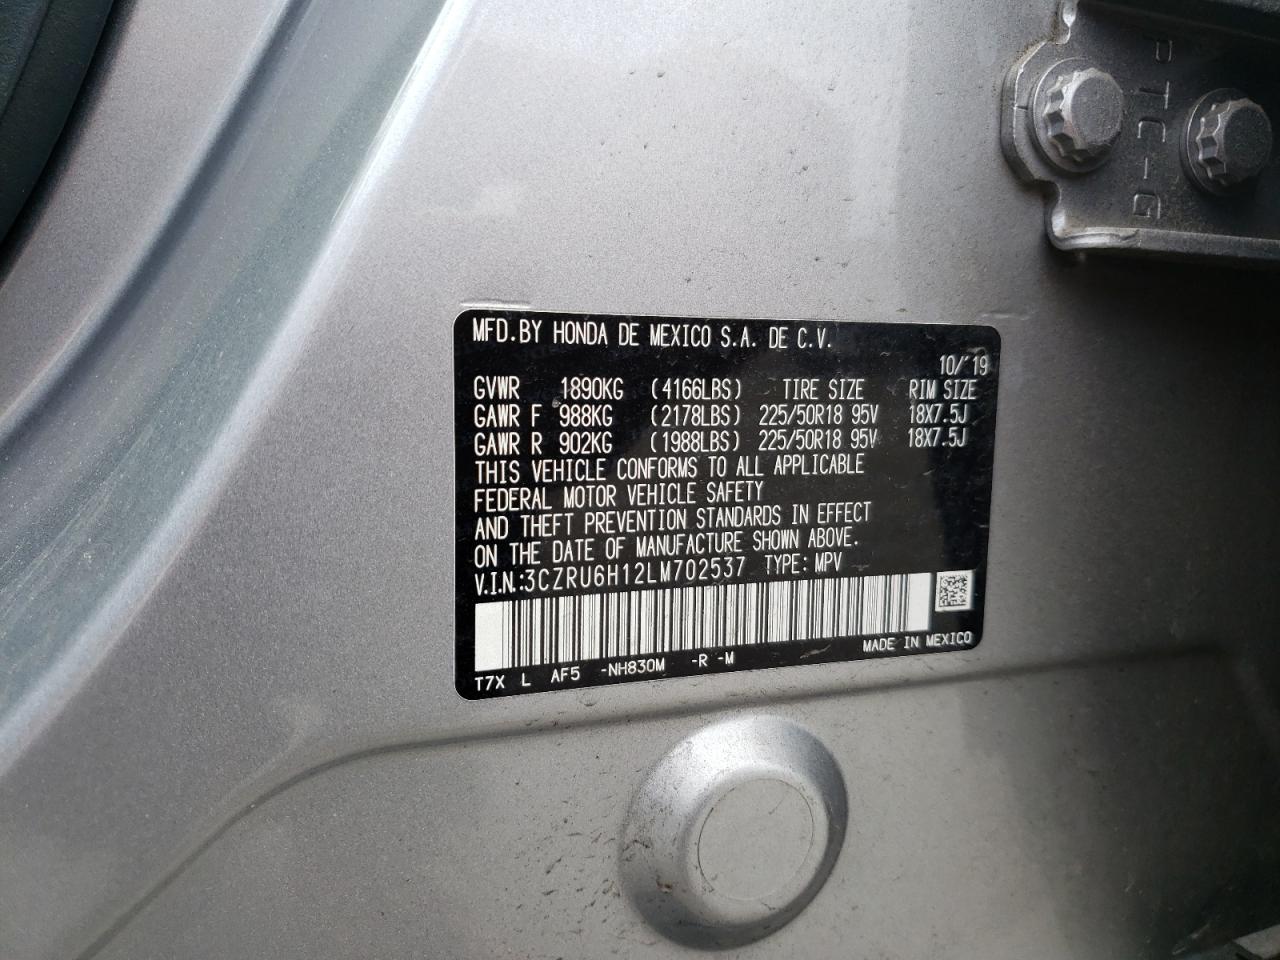 PTC-G
MFD.BY HONDA DE MEXICO S.A. DE C.V.
10/'19
GVWR 1890KG (4166LBS) TIRE SIZE RIM SIZE
GAWR F 988KG (2178LBS) 225/50R18 95V 18X7.5J
GAWR R 902KG (1988LBS) 225/50R18 95V 18X7.5J
THIS VEHICLE CONFORMS TO ALL APPLICABLE
FEDERAL MOTOR VEHICLE SAFETY
AND THEFT PREVENTION STANDARDS IN EFFECT
ON THE DATE OF MANUFACTURE SHOWN ABOVE.
V.I.N.:3CZRU6H12LM702537 TYPE: MPV
T7X L AF5 -NH830M -R -M MADE IN MEXICO